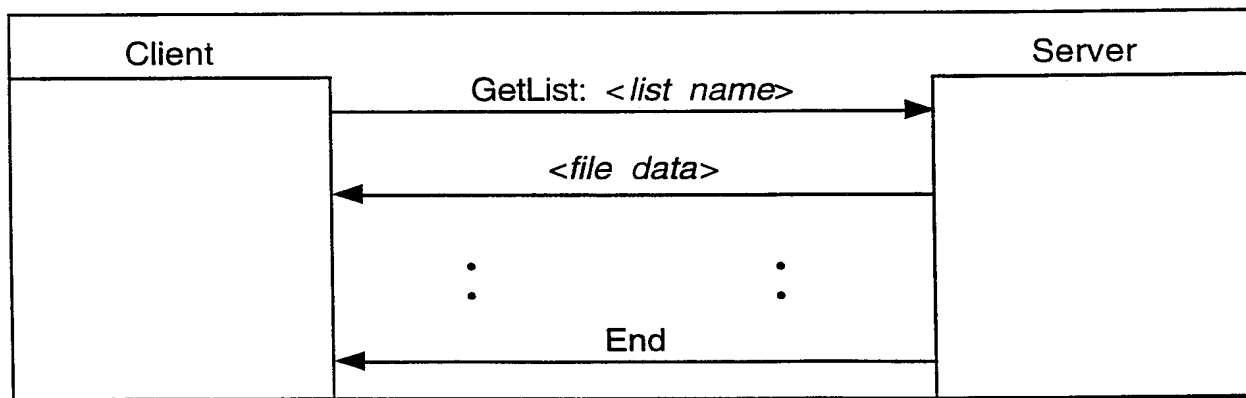 Client
Server
GetList: <list name>
<file data>
:
:
End